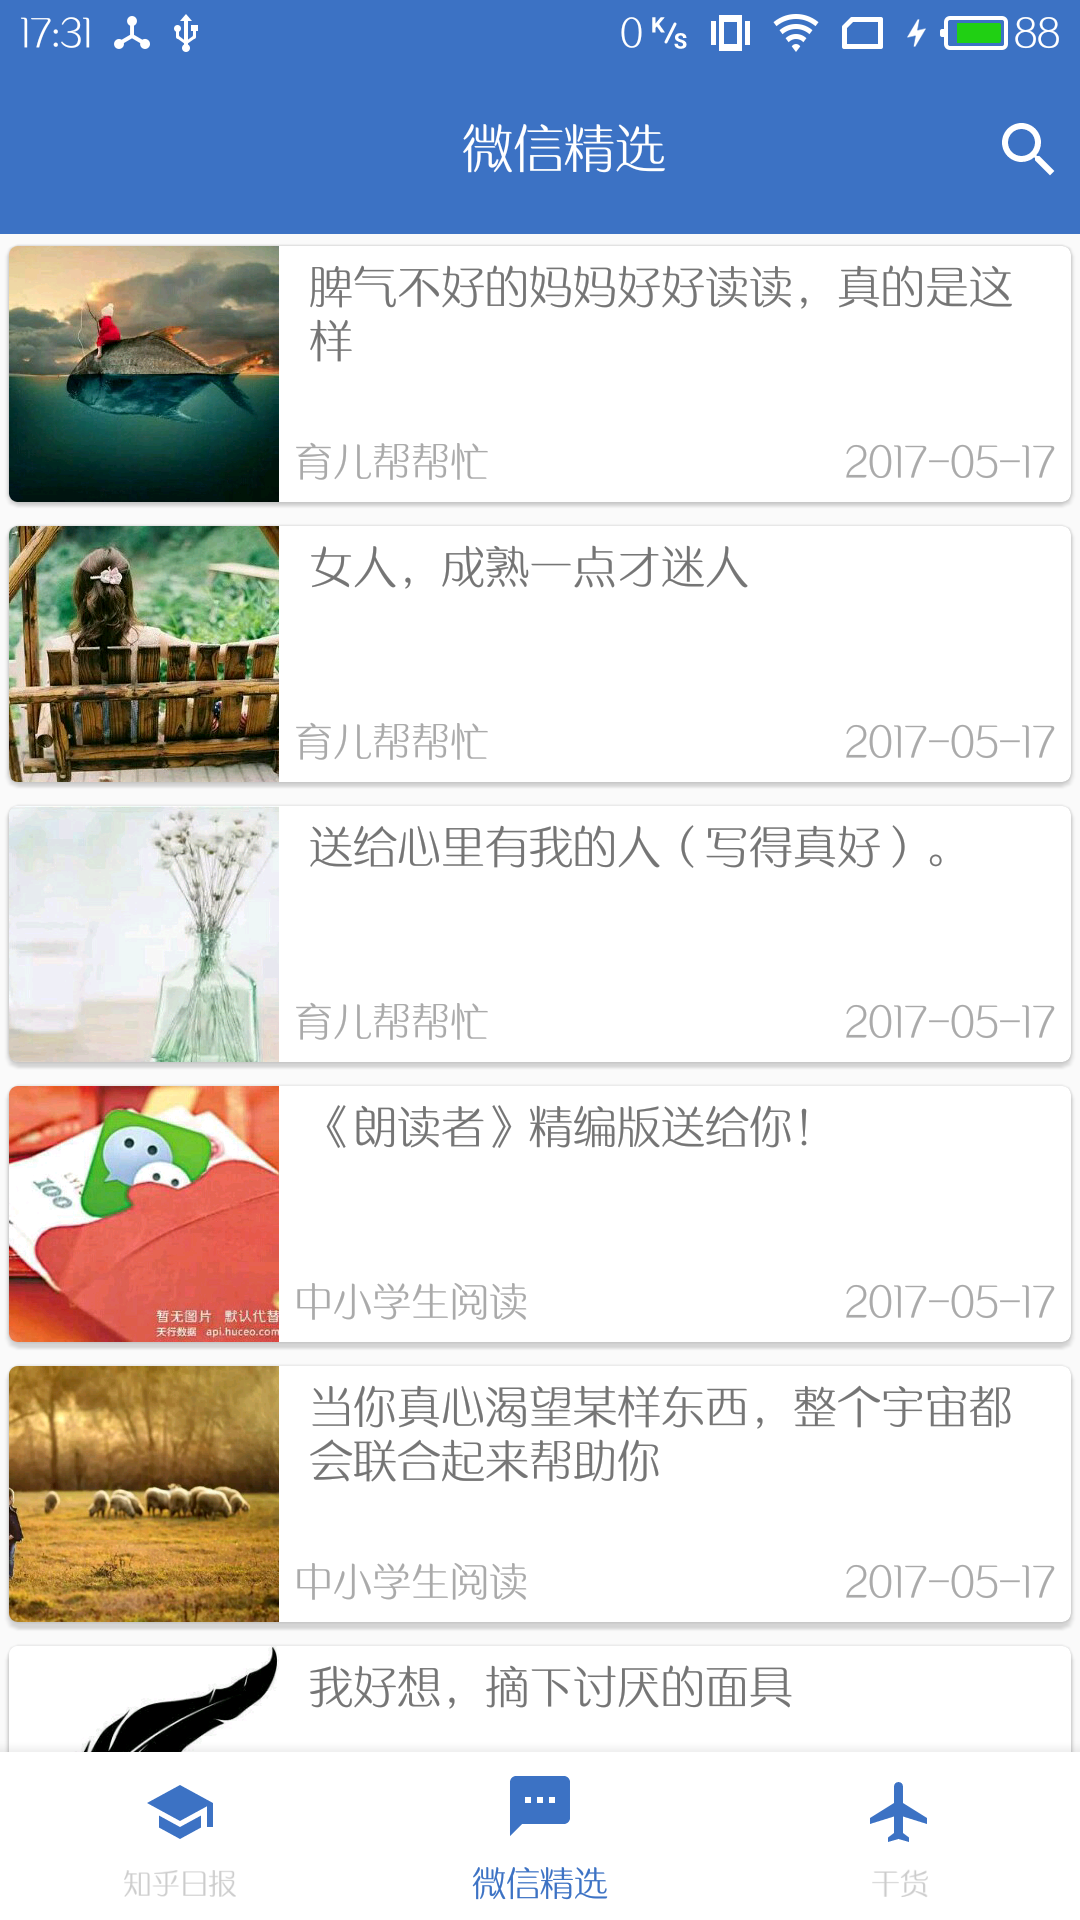 17:31
0 K/s
88
微信精选
脾气不好的妈妈好好读读，真的是这
样
育儿帮帮忙
2017-05-17
女人，成熟一点才迷人
育儿帮帮忙
2017-05-17
送给心里有我的人（写得真好）。
育儿帮帮忙
2017-05-17
《朗读者》精编版送给你！
100
暂无图片 默认代替
天行数据 api.huceo.com
中小学生阅读
2017-05-17
当你真心渴望某样东西，整个宇宙都
会联合起来帮助你
中小学生阅读
2017-05-17
我好想，摘下讨厌的面具
知乎日报
微信精选
干货